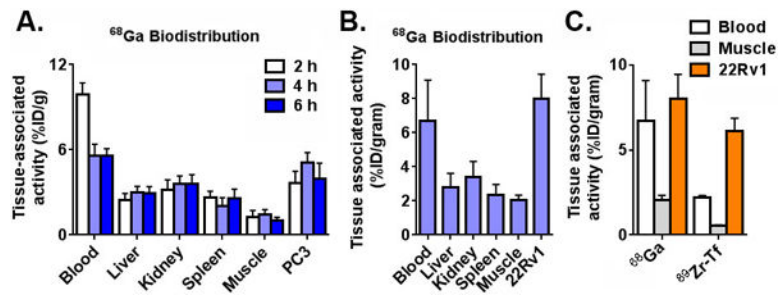 A.
⁶⁸Ga Biodistribution
Tissue-associated
activity (%ID/g)
12
6
0
2 h
4 h
6 h
Blood
Liver
Kidney
Spleen
Muscle
PC3
B.
⁶⁸Ga Biodistribution
Tissue associated activity
(%ID/gram)
10
8
6
4
2
0
Blood
Liver
Kidney
Spleen
Muscle
22Rv1
C.
Tissue associated
activity (%ID/gram)
10
5
0
Blood
Muscle
22Rv1
⁶⁸Ga
⁸⁹Zr-Tf